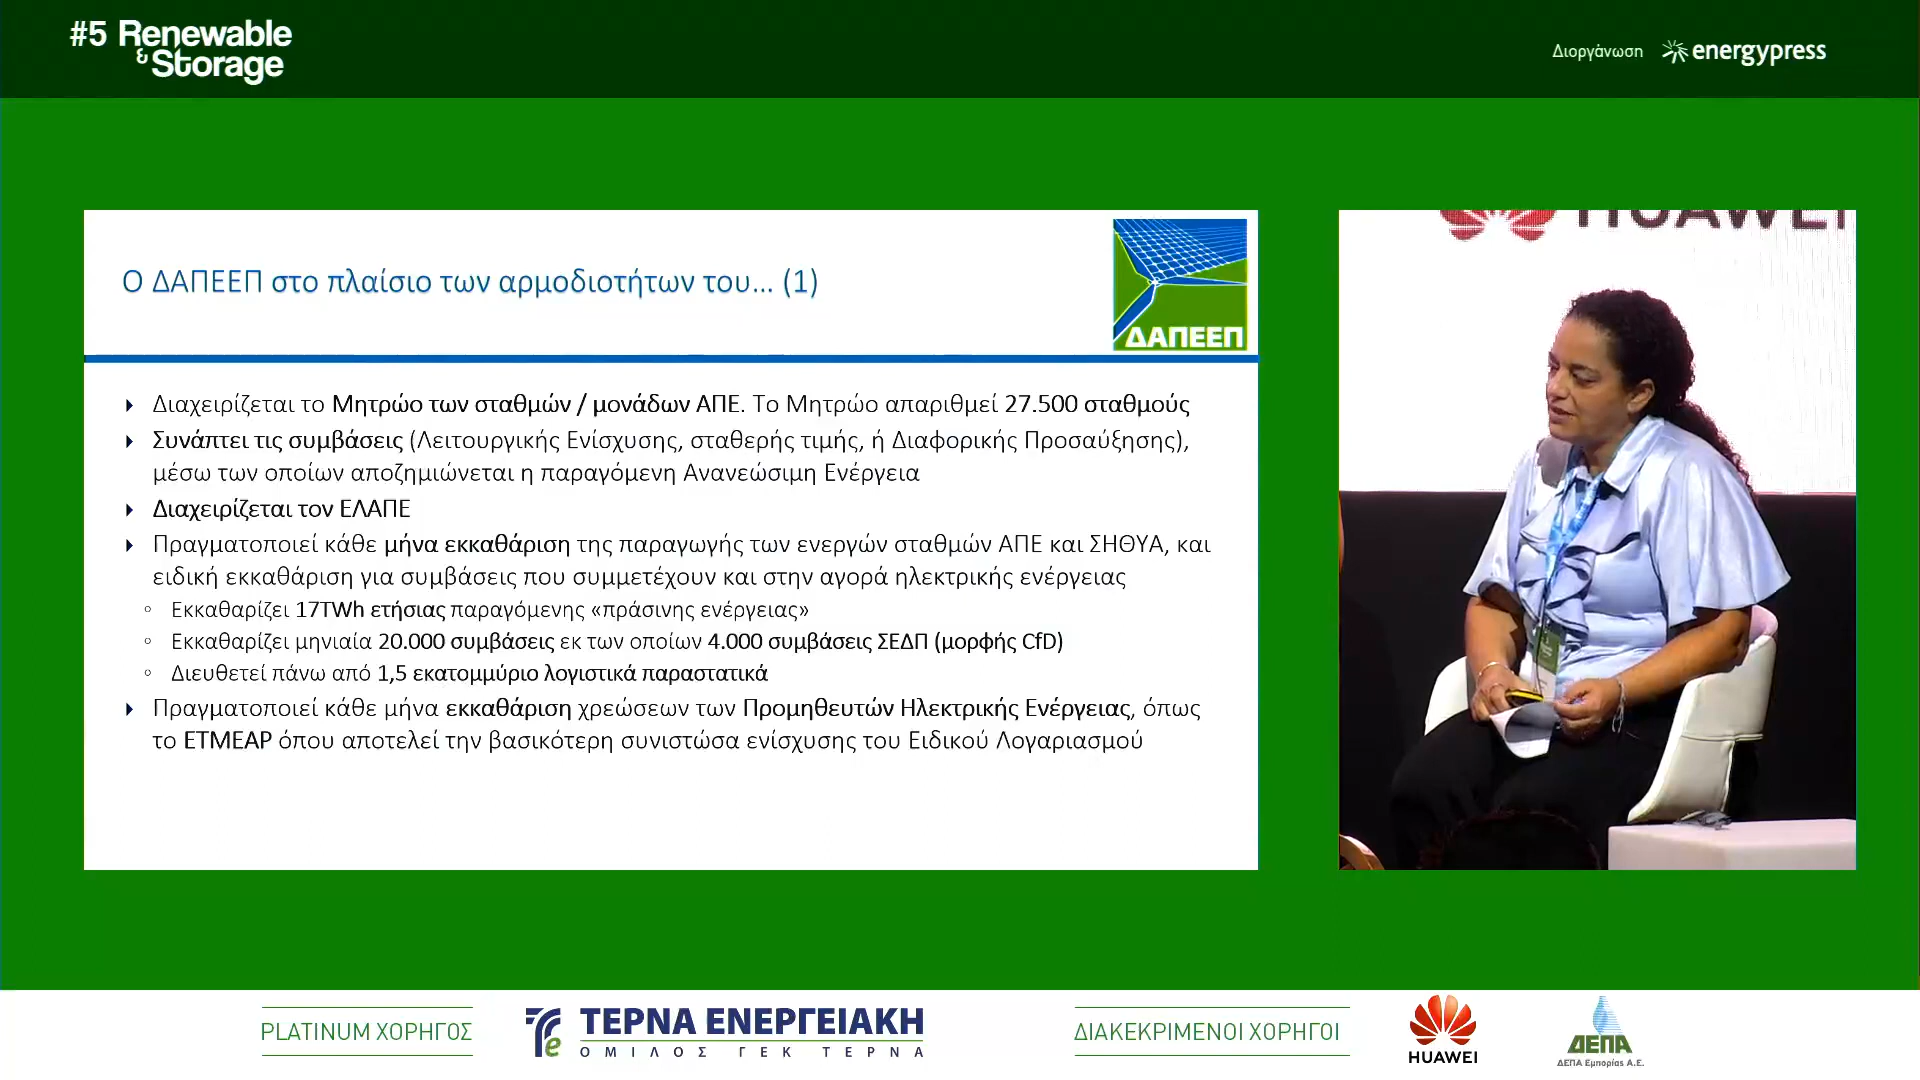 #5 Renewable
& Storage
Διοργάνωση energypress
HUAWEI
Ο ΔΑΠΕΕΠ στο πλαίσιο των αρμοδιοτήτων του... (1)
ΔΑΠΕΕΠ
Διαχειρίζεται το Μητρώο των σταθμών / μονάδων ΑΠΕ. Το Μητρώο απαριθμεί 27.500 σταθμούς
Συνάπτει τις συμβάσεις (Λειτουργικής Ενίσχυσης, σταθερής τιμής, ή Διαφορικής Προσαύξησης),
μέσω των οποίων αποζημιώνεται η παραγόμενη Ανανεώσιμη Ενέργεια
Διαχειρίζεται τον ΕΛΑΠΕ
Πραγματοποιεί κάθε μήνα εκκαθάριση της παραγωγής των ενεργών σταθμών ΑΠΕ και ΣΗΘΥΑ, και
ειδική εκκαθάριση για συμβάσεις που συμμετέχουν και στην αγορά ηλεκτρικής ενέργειας
Εκκαθαρίζει 17TWh ετήσιας παραγόμενης «πράσινης ενέργειας»
Εκκαθαρίζει μηνιαία 20.000 συμβάσεις εκ των οποίων 4.000 συμβάσεις ΣΕΔΠ (μορφής CfD)
Διευθετεί πάνω από 1,5 εκατομμύριο λογιστικά παραστατικά
Πραγματοποιεί κάθε μήνα εκκαθάριση χρεώσεων των Προμηθευτών Ηλεκτρικής Ενέργειας, όπως
το ΕΤΜΕΑΡ όπου αποτελεί την βασικότερη συνιστώσα ενίσχυσης του Ειδικού Λογαριασμού
PLATINUM ΧΟΡΗΓΟΣ
ΤΕΡΝΑ ΕΝΕΡΓΕΙΑΚΗ
ΟΜΙΛΟΣ ΓΕΚ ΤΕΡΝΑ
ΔΙΑΚΕΚΡΙΜΕΝΟΙ ΧΟΡΗΓΟΙ
HUAWEI
ΔΕΠΑ
ΔΕΠΑ Εμπορίας Α.Ε.